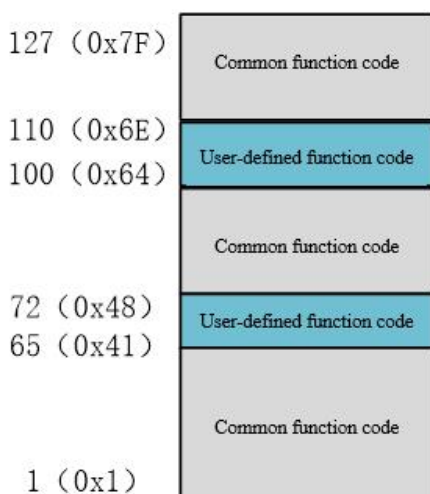 127 (0x7F)
Common function code
110 (0x6E)
User-defined function code
100 (0x64)
Common function code
72 (0x48)
User-defined function code
65 (0x41)
Common function code
1 (0x1)